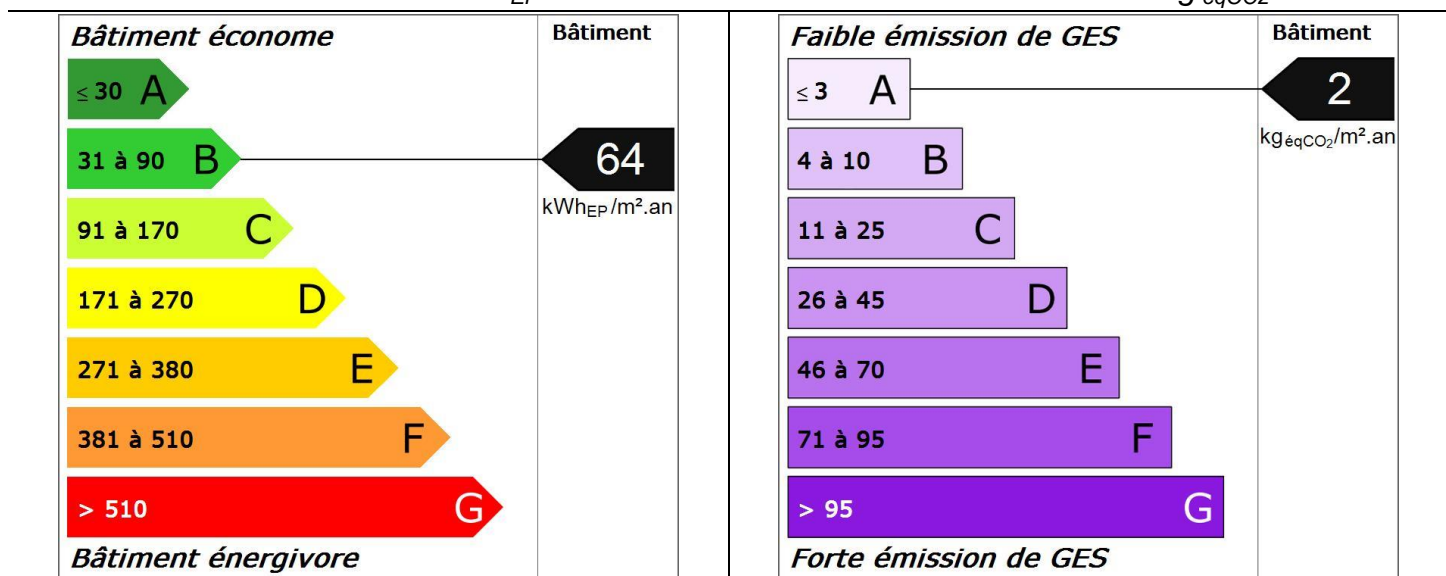 EP
éqCO2
Bâtiment économe Bâtiment
≤ 30 A
31 à 90 B 64
kWhEP/m².an
91 à 170 C
171 à 270 D
271 à 380 E
381 à 510 F
> 510 G
Bâtiment énergivore
Faible émission de GES Bâtiment
≤ 3 A 2
kgéqCO₂/m².an
4 à 10 B
11 à 25 C
26 à 45 D
46 à 70 E
71 à 95 F
> 95 G
Forte émission de GES